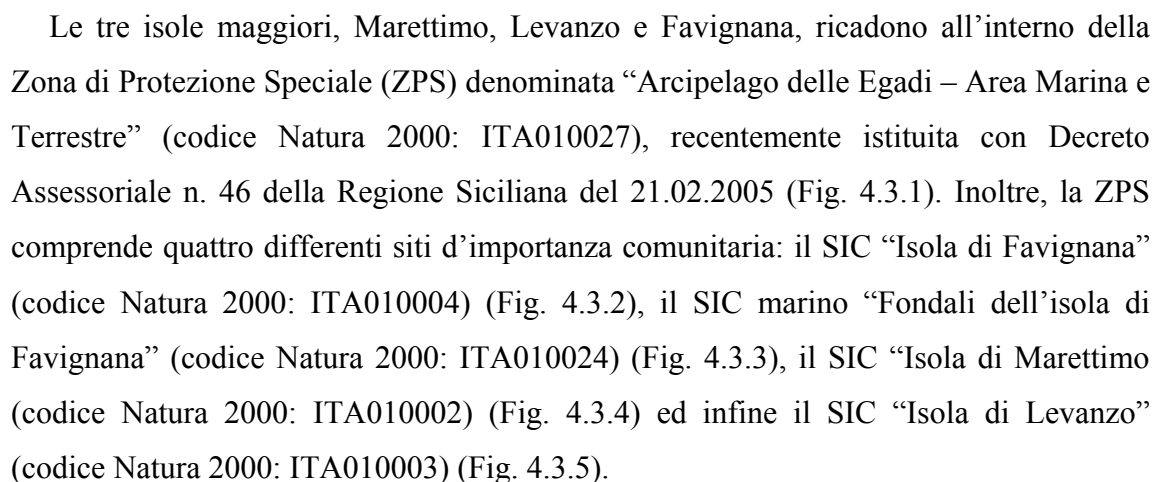 Le tre isole maggiori, Marettimo, Levanzo e Favignana, ricadono all’interno della
Zona di Protezione Speciale (ZPS) denominata “Arcipelago delle Egadi – Area Marina e
Terrestre” (codice Natura 2000: ITA010027), recentemente istituita con Decreto
Assessoriale n. 46 della Regione Siciliana del 21.02.2005 (Fig. 4.3.1). Inoltre, la ZPS
comprende quattro differenti siti d’importanza comunitaria: il SIC “Isola di Favignana”
(codice Natura 2000: ITA010004) (Fig. 4.3.2), il SIC marino “Fondali dell’isola di
Favignana” (codice Natura 2000: ITA010024) (Fig. 4.3.3), il SIC “Isola di Marettimo
(codice Natura 2000: ITA010002) (Fig. 4.3.4) ed infine il SIC “Isola di Levanzo”
(codice Natura 2000: ITA010003) (Fig. 4.3.5).